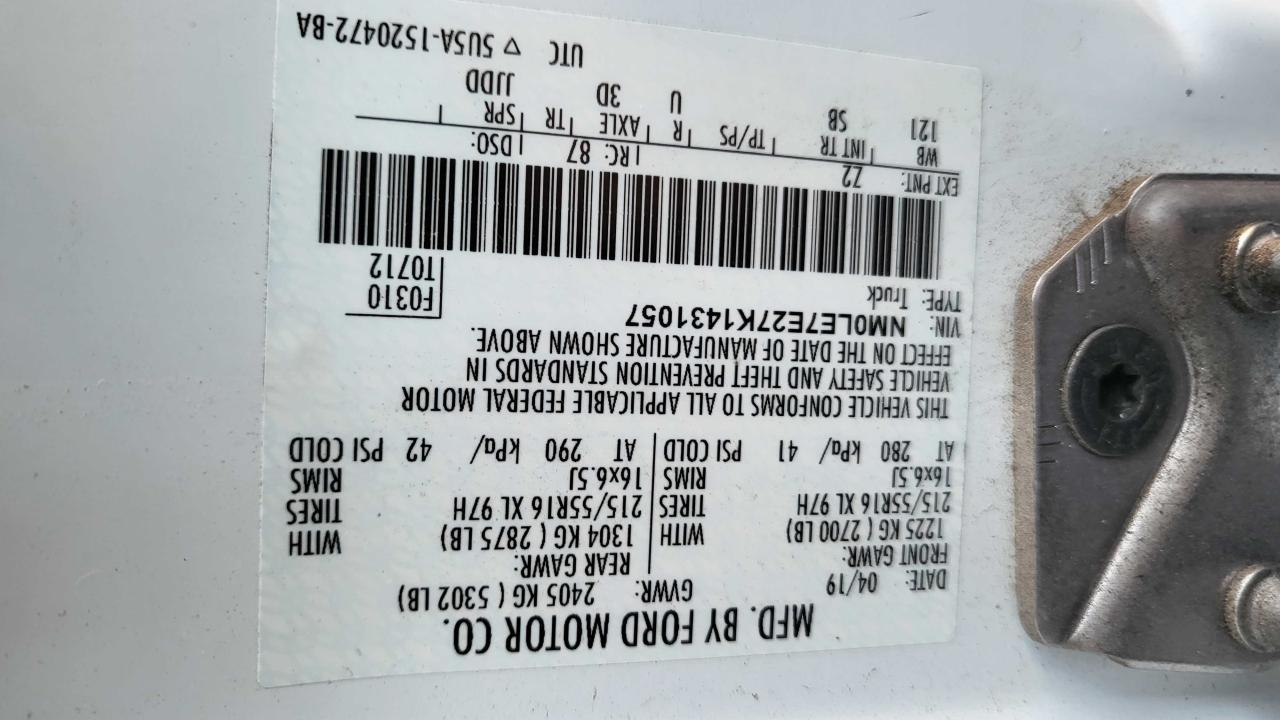 MFD. BY FORD MOTOR CO.
DATE: 04/19 GVWR: 2405 KG ( 5302 LB)
FRONT GAWR: REAR GAWR:
1225 KG ( 2700 LB) WITH 1304 KG ( 2875 LB) WITH
215/55R16 XL 97H TIRES 215/55R16 XL 97H TIRES
16x6.5J RIMS 16x6.5J RIMS
AT 280 kPa/ 41 PSI COLD AT 290 kPa/ 42 PSI COLD
THIS VEHICLE CONFORMS TO ALL APPLICABLE FEDERAL MOTOR
VEHICLE SAFETY AND THEFT PREVENTION STANDARDS IN
EFFECT ON THE DATE OF MANUFACTURE SHOWN ABOVE.
VIN: NM0LE7E27K1431057
TYPE: Truck
F0310
T0712
EXT PNT: Z2 RC: 87 DSO:
WB INT TR TP/PS R AXLE TR SPR
121 SB U 3D JJDD
UTC ▽ 5U5A-1520472-BA